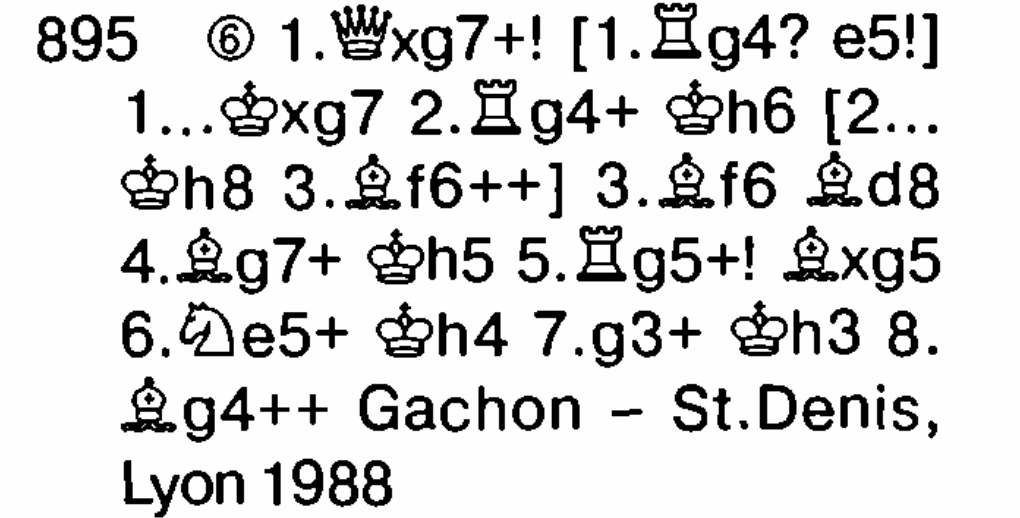 895 ⑥ 1.♕xg7+! [1.♖g4? e5!]
1...♔xg7 2.♖g4+ ♔h6 [2...
♔h8 3.♗f6++] 3.♗f6 ♗d8
4.♗g7+ ♔h5 5.♖g5+! ♗xg5
6.♘e5+ ♔h4 7.g3+ ♔h3 8.
♗g4++ Gachon – St.Denis,
Lyon 1988